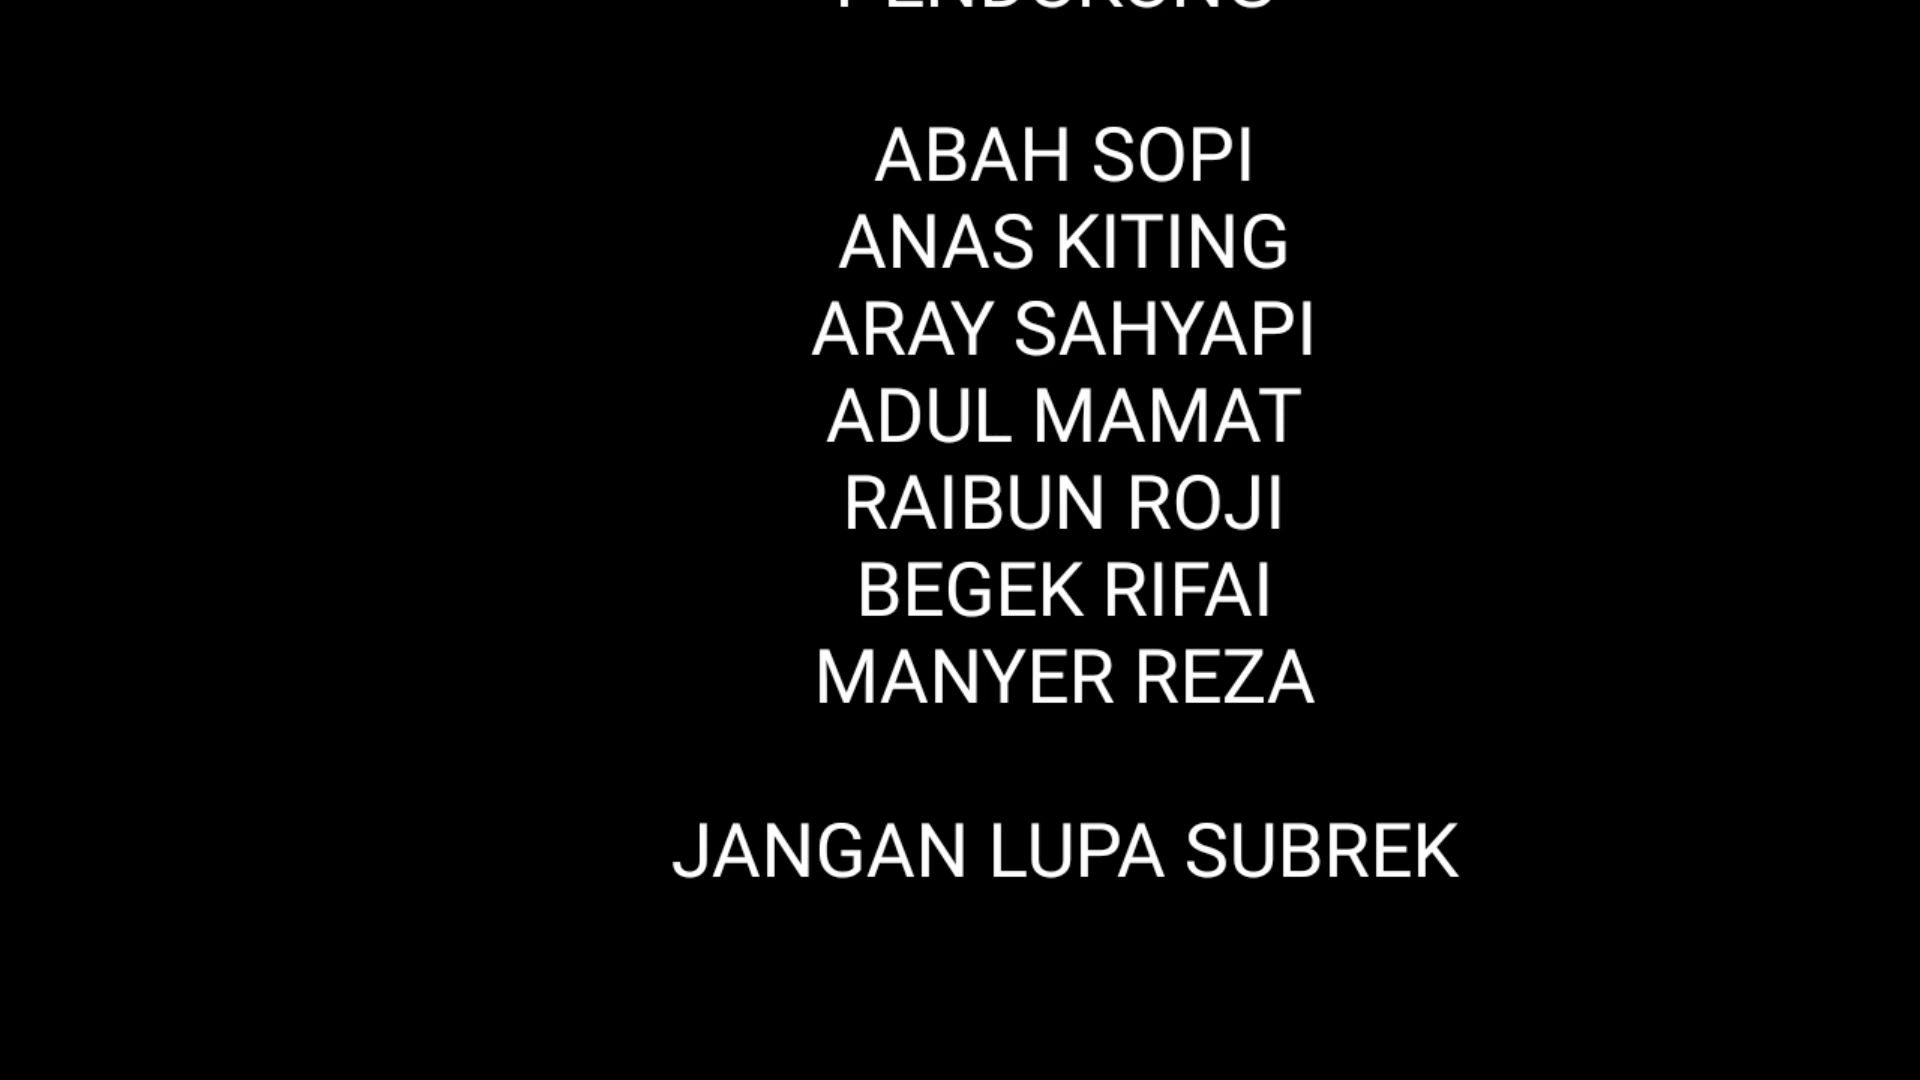 ABAH SOPI
ANAS KITING
ARAY SAHYAPI
ADUL MAMAT
RAIBUN ROJI
BEGEK RIFAI
MANYER REZA
JANGAN LUPA SUBREK